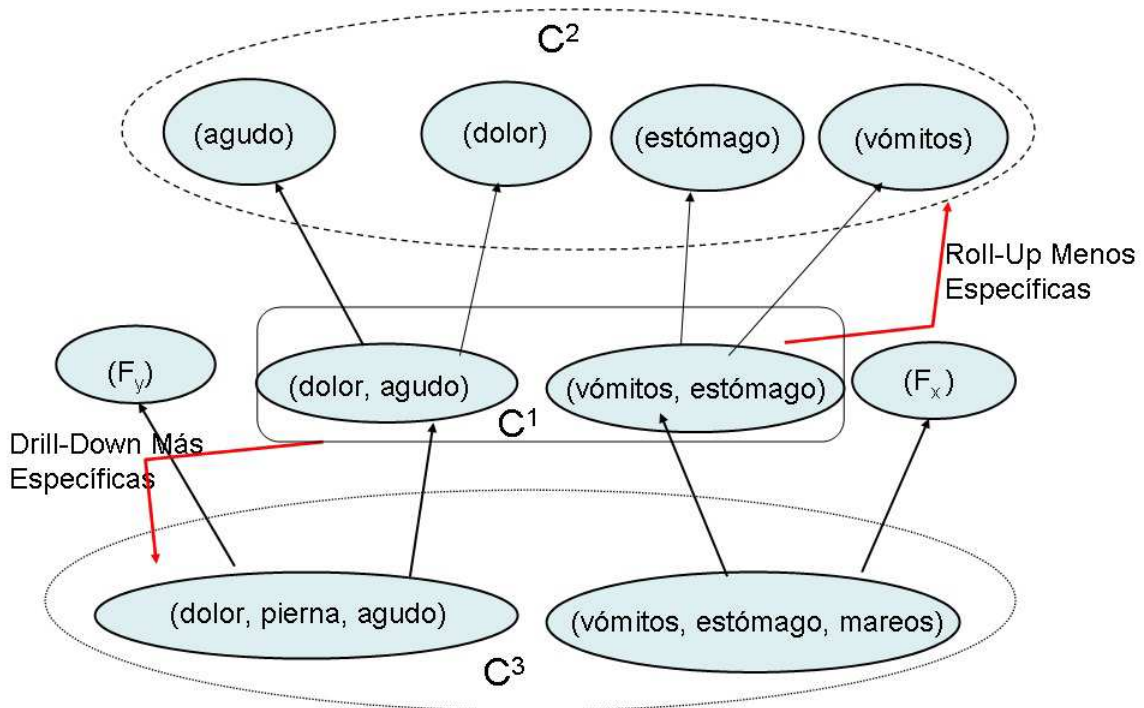 C²
(agudo)
(dolor)
(estómago)
(vómitos)
Roll-Up Menos
Específicas
(Fy)
(dolor, agudo)
(vómitos, estómago)
(Fx)
C¹
Drill-Down Más
Específicas
(dolor, pierna, agudo)
(vómitos, estómago, mareos)
C³